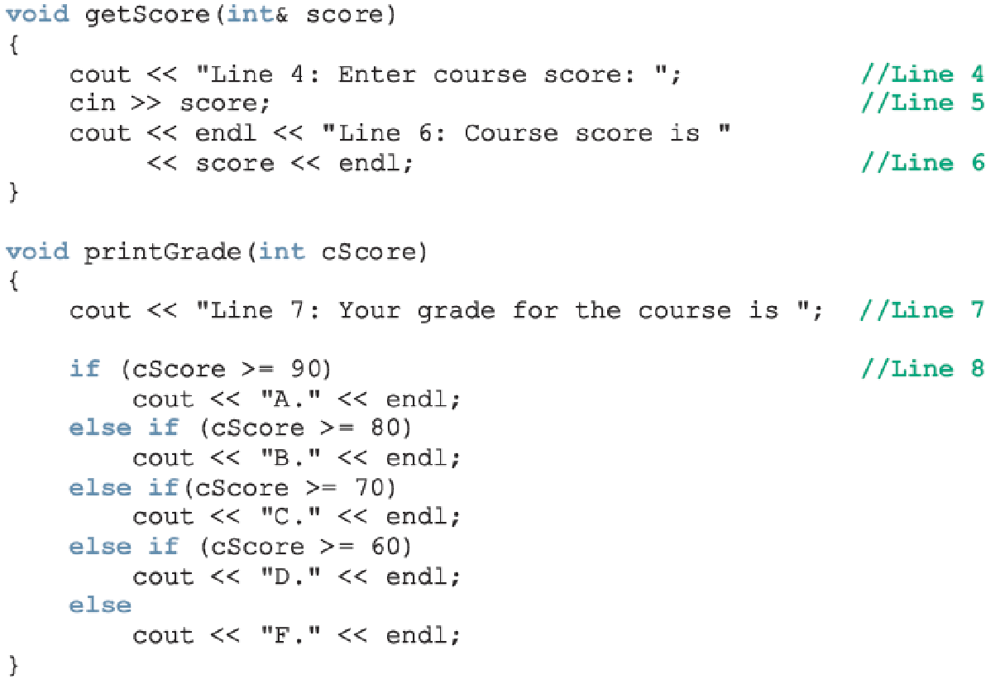 void getScore(int& score)
{
    cout << "Line 4: Enter course score: ";            //Line 4
    cin >> score;                                      //Line 5
    cout << endl << "Line 6: Course score is "
         << score << endl;                             //Line 6
}

void printGrade(int cScore)
{
    cout << "Line 7: Your grade for the course is ";   //Line 7

    if (cScore >= 90)                                  //Line 8
        cout << "A." << endl;
    else if (cScore >= 80)
        cout << "B." << endl;
    else if(cScore >= 70)
        cout << "C." << endl;
    else if (cScore >= 60)
        cout << "D." << endl;
    else
        cout << "F." << endl;
}